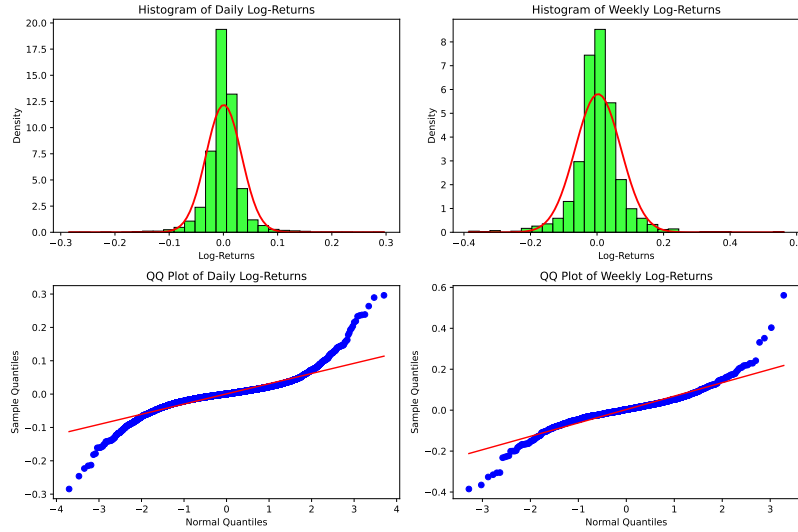 Histogram of Daily Log-Returns
Density
20.0
17.5
15.0
12.5
10.0
7.5
5.0
2.5
0.0
−0.3 −0.2 −0.1 0.0 0.1 0.2 0.3
Log-Returns
Histogram of Weekly Log-Returns
Density
8
7
6
5
4
3
2
1
0
−0.4 −0.2 0.0 0.2 0.4
Log-Returns
QQ Plot of Daily Log-Returns
Sample Quantiles
0.3
0.2
0.1
0.0
−0.1
−0.2
−0.3
−4 −3 −2 −1 0 1 2 3 4
Normal Quantiles
QQ Plot of Weekly Log-Returns
Sample Quantiles
0.6
0.4
0.2
0.0
−0.2
−0.4
−3 −2 −1 0 1 2 3
Normal Quantiles